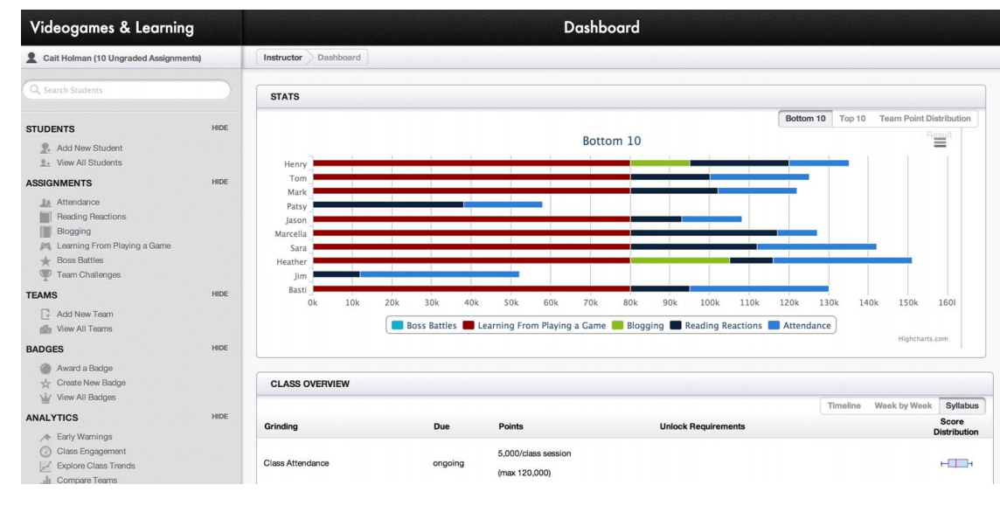 Videogames & Learning
Dashboard
Cait Holman (10 Ungraded Assignments)
Instructor
Dashboard
Search Students
STUDENTS
HIDE
Add New Student
View All Students
ASSIGNMENTS
HIDE
Attendance
Reading Reactions
Blogging
Learning From Playing a Game
Boss Battles
Team Challenges
TEAMS
HIDE
Add New Team
View All Teams
BADGES
HIDE
Award a Badge
Create New Badge
View All Badges
ANALYTICS
HIDE
Early Warnings
Class Engagement
Explore Class Trends
Compare Teams
STATS
Bottom 10 Top 10 Team Point Distribution
Bottom 10
Result
Henry
Tom
Mark
Patsy
Jason
Marcella
Sara
Heather
Jim
Basti
0k 10k 20k 30k 40k 50k 60k 70k 80k 90k 100k 110k 120k 130k 140k 150k 160
Boss Battles Learning From Playing a Game Blogging Reading Reactions Attendance
Highcharts.com
CLASS OVERVIEW
Timeline Week by Week Syllabus
Grinding Due Points Unlock Requirements Score Distribution
Class Attendance ongoing 5,000/class session
(max 120,000)